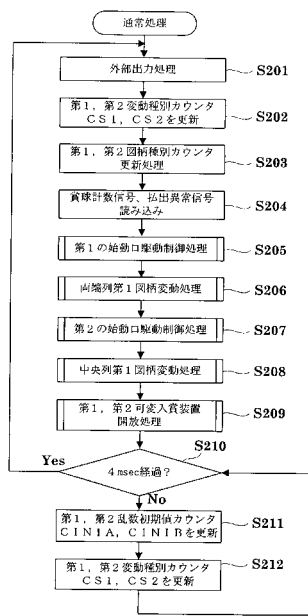 通常処理
外部出力処理
S201
第1，第2変動種別カウンタ
CS1，CS2を更新
S202
第1，第2図柄種別カウンタ
更新処理
S203
賞球計数信号、払出異常信号
読み込み
S204
第1の始動口駆動制御処理
S205
両端列第1図柄変動処理
S206
第2の始動口駆動制御処理
S207
中央列第1図柄変動処理
S208
第1，第2可変入賞装置
開放処理
S209
S210
Yes
4msec経過？
No
第1，第2乱数初期値カウンタ
CIN1A，CIN1Bを更新
S211
第1，第2変動種別カウンタ
CS1，CS2を更新
S212